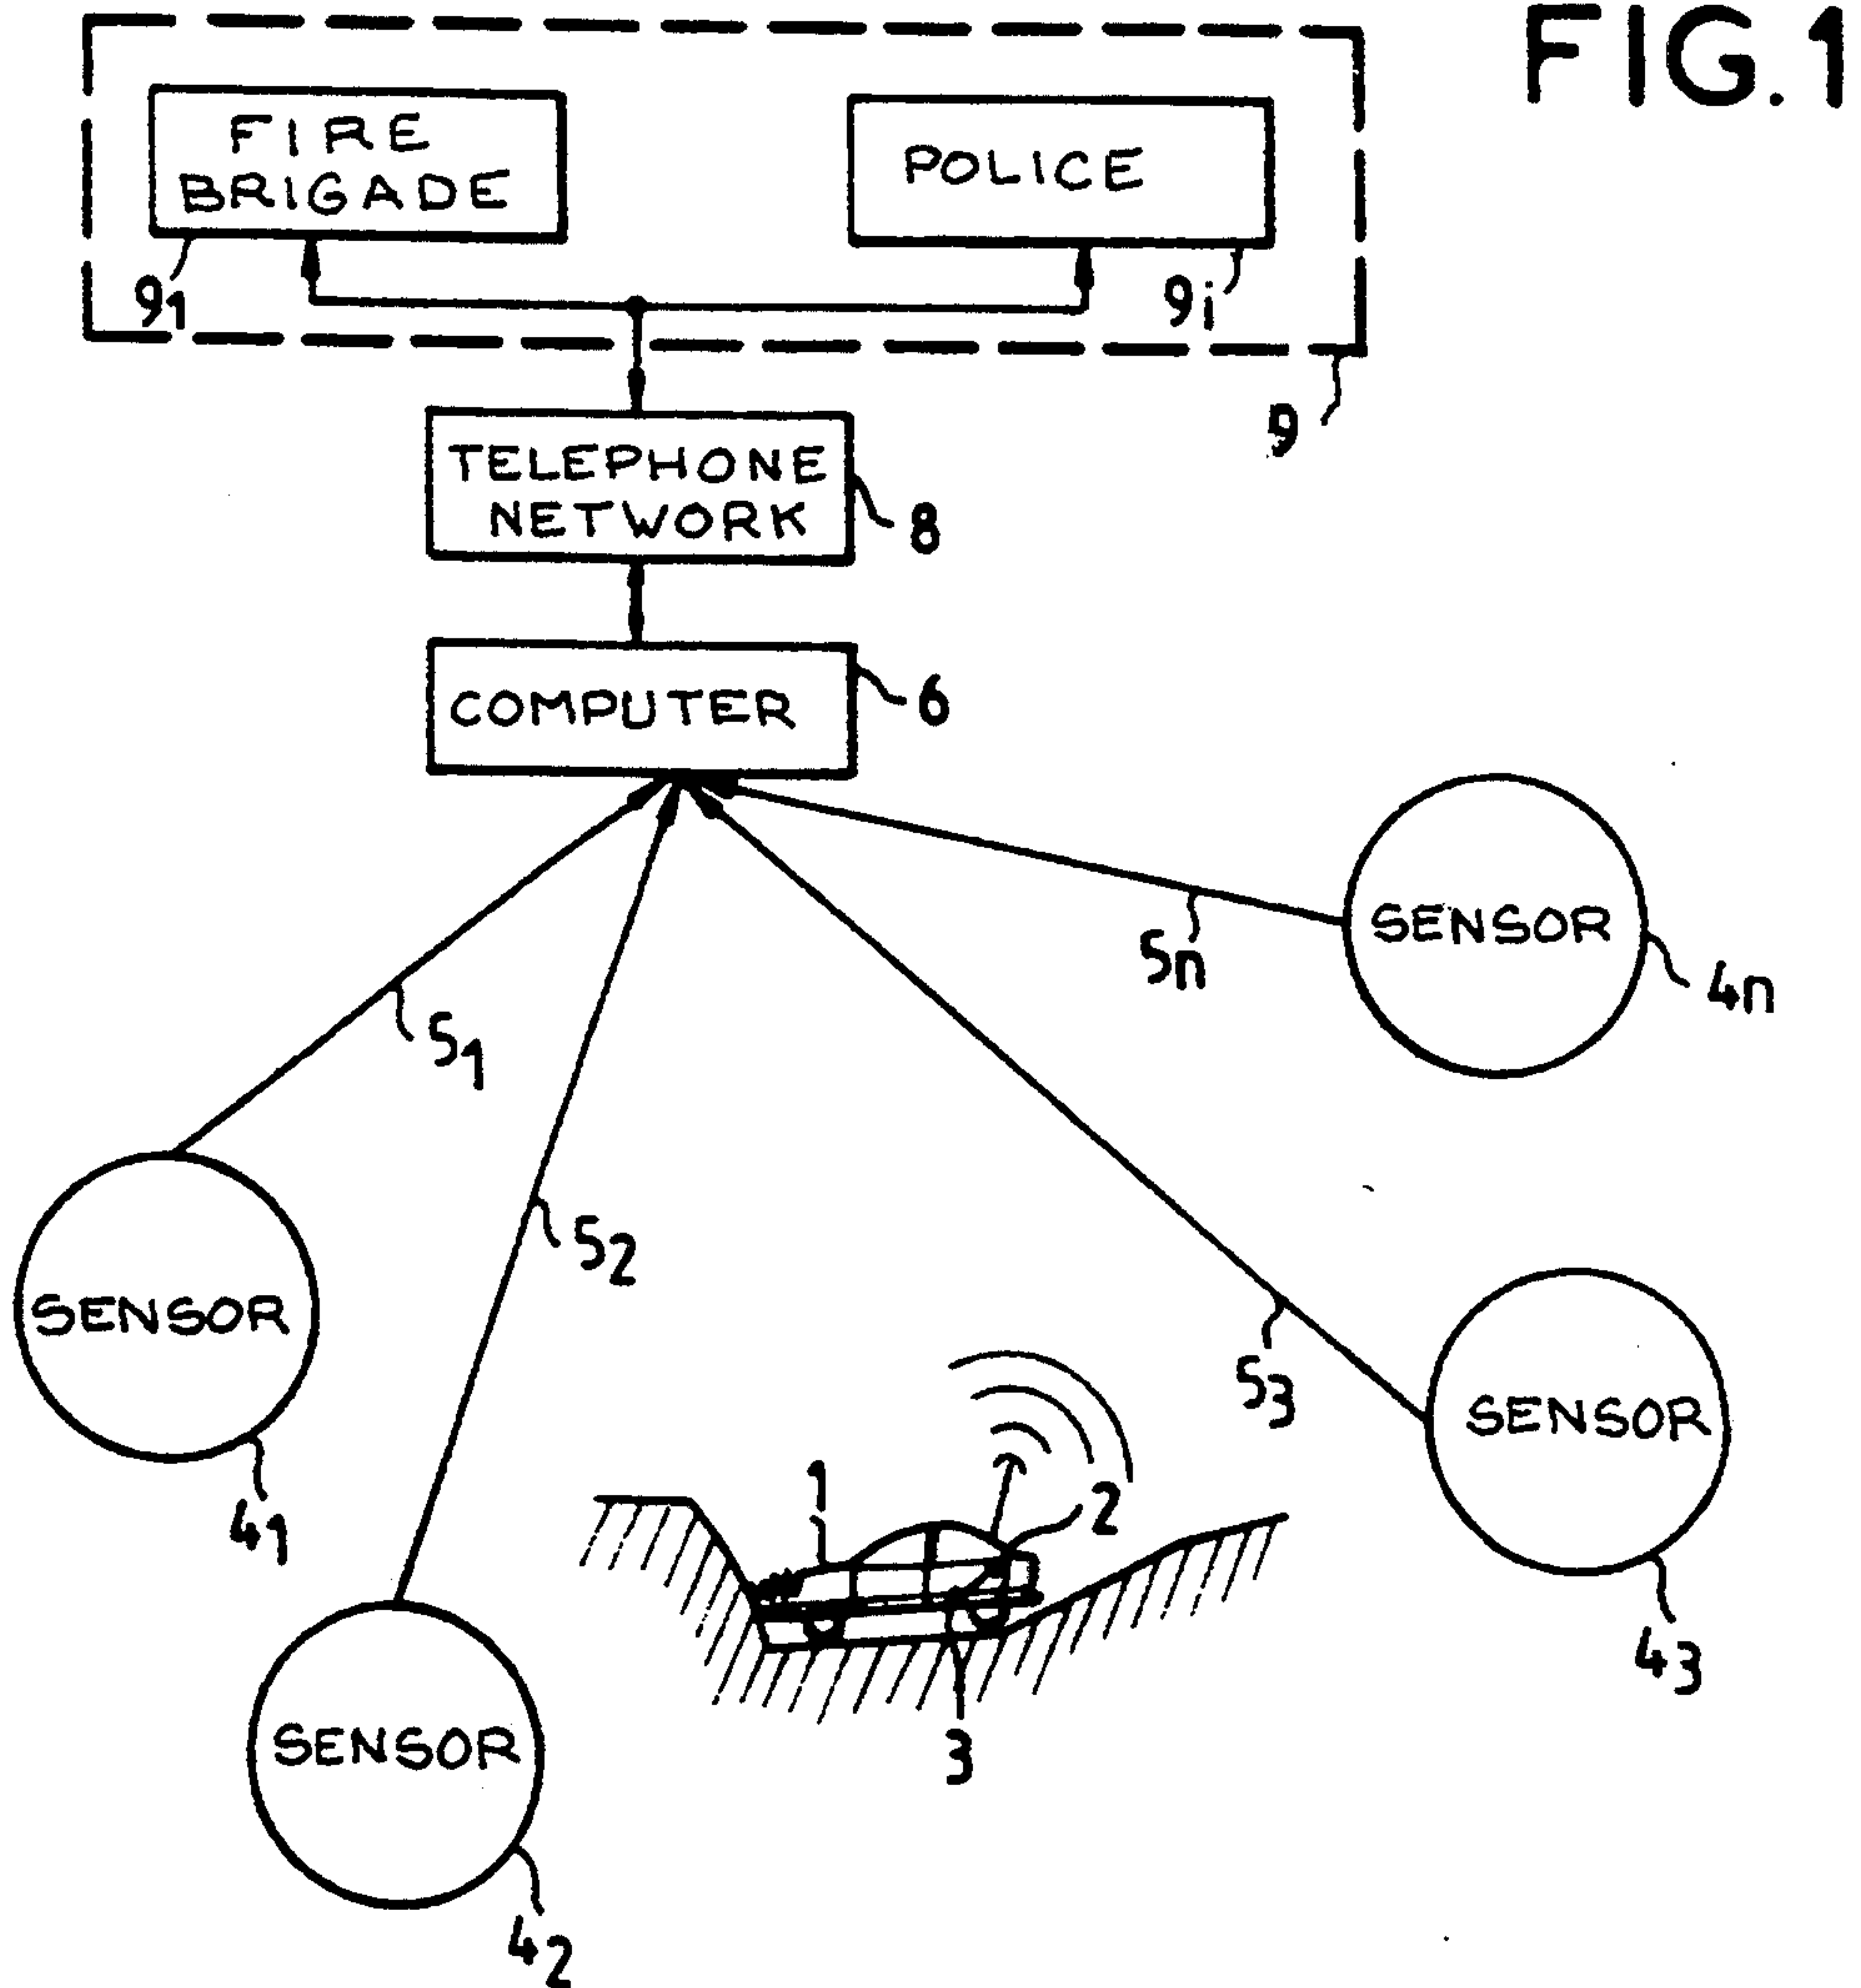 FIG.1
FIRE
BRIGADE
POLICE
91
9i
9
TELEPHONE
NETWORK
8
COMPUTER
6
SENSOR
5n
4n
51
52
SENSOR
53
SENSOR
41
1
2
43
SENSOR
3
42